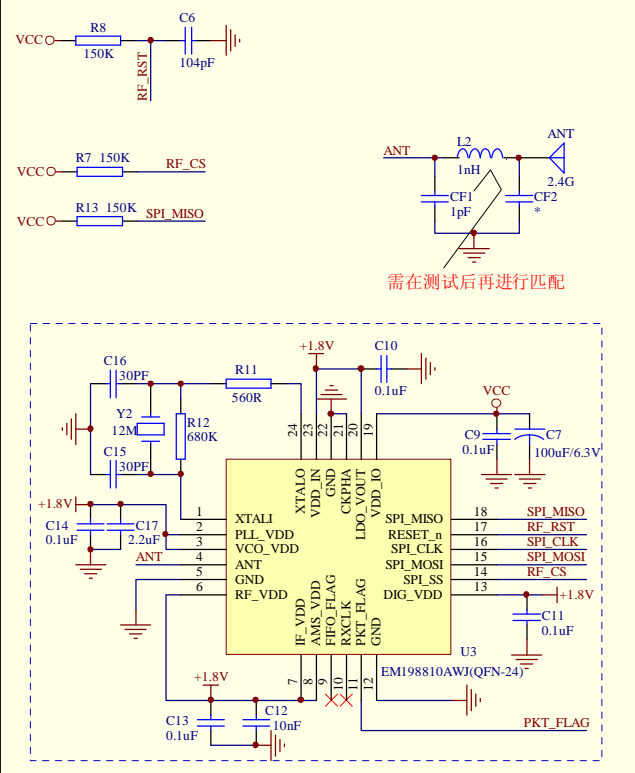 R8
C6
VCC
150K
104pF
RF_RST
ANT
L2
ANT
R7 150K
RF_CS
VCC
1nH
2.4G
CF1
1pF
CF2
*
R13 150K
SPI_MISO
VCC
需在测试后再进行匹配
+1.8V
C10
0.1uF
C16
30PF
R11
560R
VCC
Y2
12M
R12
680K
C9
0.1uF
C7
100uF/6.3V
C15
30PF
24
23
22
21
20
19
XTALO
VDD_IN
GND
CKPHA
LDO_VOUT
VDD_IO
+1.8V
C14
0.1uF
C17
2.2uF
1
XTALI
SPI_MISO
18
SPI_MISO
2
PLL_VDD
RESET_n
17
RF_RST
3
VCO_VDD
SPI_CLK
16
SPI_CLK
ANT
4
ANT
SPI_MOSI
15
SPI_MOSI
5
GND
SPI_SS
14
RF_CS
6
RF_VDD
DIG_VDD
13
+1.8V
C11
0.1uF
IF_VDD
AMS_VDD
FIFO_FLAG
RXCLK
PKT_FLAG
GND
7
8
9
10
11
12
U3
EM198810AWJ(QFN-24)
+1.8V
C13
0.1uF
C12
10nF
PKT_FLAG